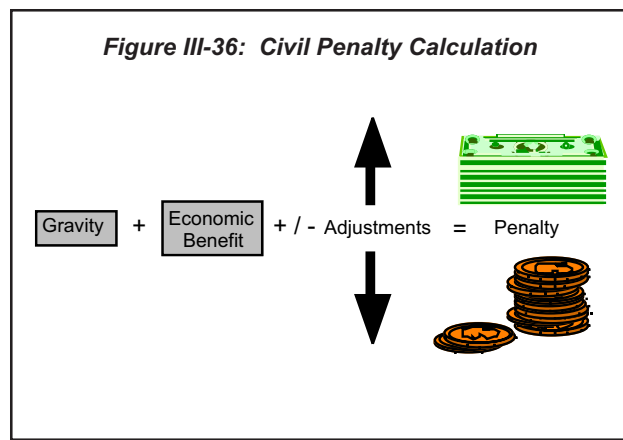 Figure III-36: Civil Penalty Calculation
Gravity + Economic Benefit + / - Adjustments = Penalty